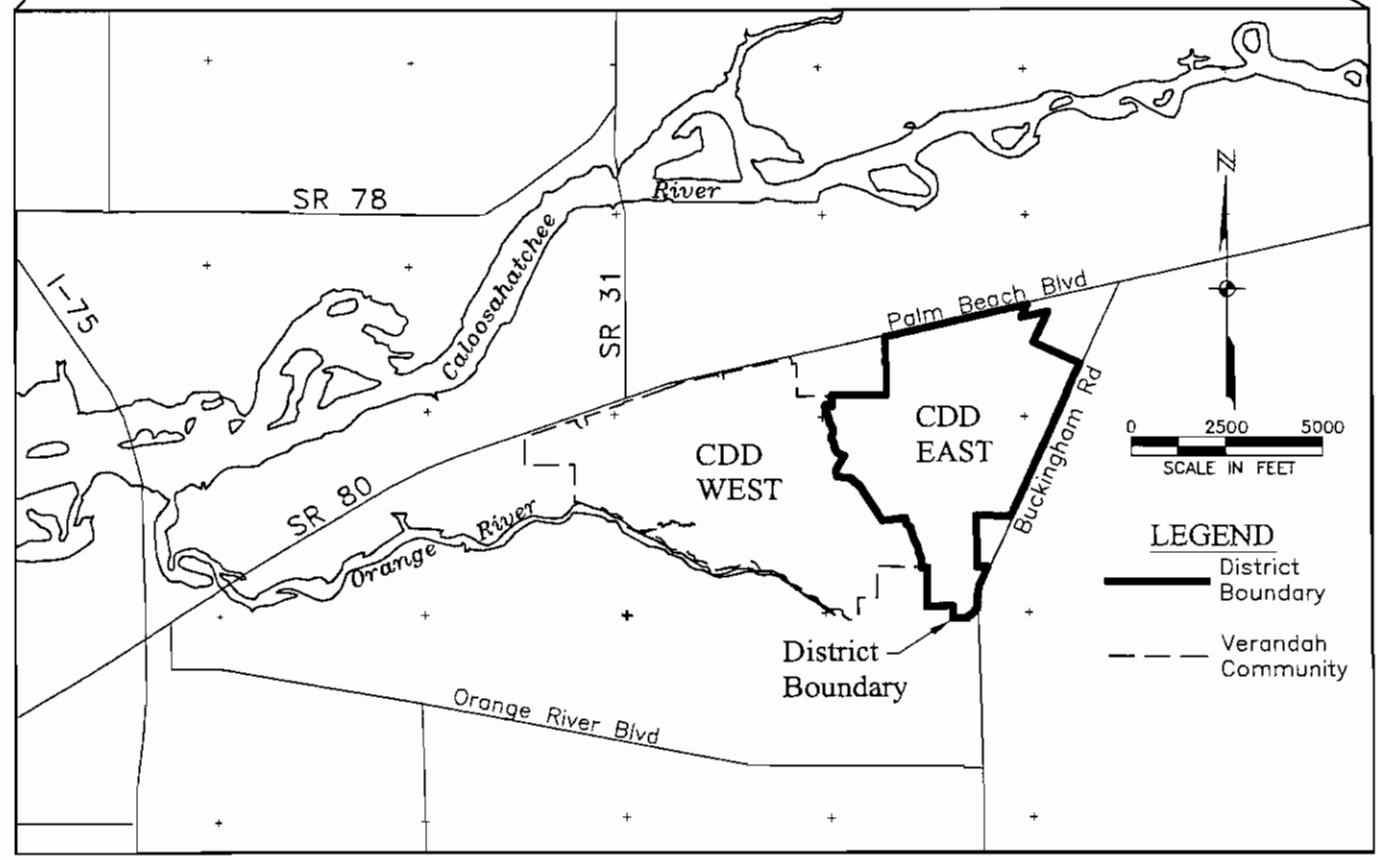 SR 78
River
Caloosahatchee
I-75
SR 31
N
Palm Beach Blvd
Buckingham Rd
CDD
EAST
CDD
WEST
0 2500 5000
SCALE IN FEET
SR 80
Orange River
LEGEND
District
Boundary
Verandah
Community
District
Boundary
Orange River Blvd